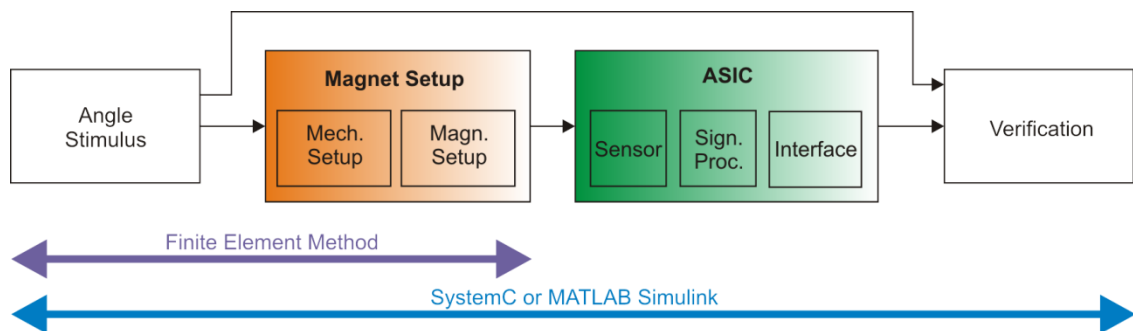 Angle
Stimulus
Magnet Setup
Mech.
Setup
Magn.
Setup
ASIC
Sensor
Sign.
Proc.
Interface
Verification
Finite Element Method
SystemC or MATLAB Simulink